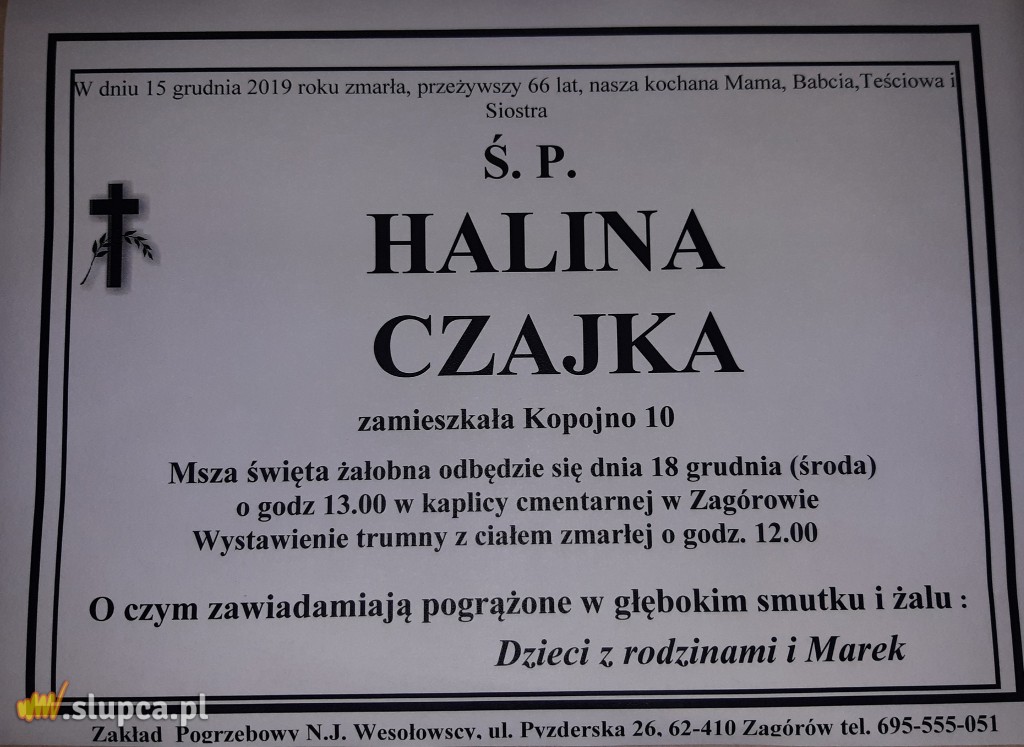 W dniu 15 grudnia 2019 roku zmarła, przeżywszy 66 lat, nasza kochana Mama, Babcia,Teściowa i
Siostra
Ś. P.
HALINA
CZAJKA
zamieszkała Kopojno 10
Msza święta żałobna odbędzie się dnia 18 grudnia (środa)
o godz 13.00 w kaplicy cmentarnej w Zagórowie
Wystawienie trumny z ciałem zmarłej o godz. 12.00
O czym zawiadamiają pogrążone w głębokim smutku i żalu :
Dzieci z rodzinami i Marek
.slupca.pl
Zakład Pogrzebowy N.J. Wesołowscy, ul. Pyzderska 26, 62-410 Zagórów tel. 695-555-051